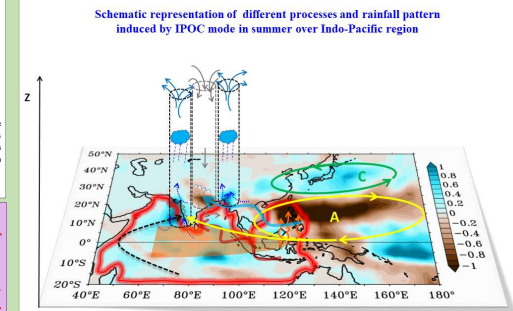 Schematic representation of different processes and rainfall pattern
induced by IPOC mode in summer over Indo-Pacific region
Z
50°N
40°N
30°N
20°N
10°N
0°
10°S
20°S
40°E
60°E
80°E
100°E
120°E
140°E
160°E
180°
C
A
1
0.8
0.6
0.4
0.2
0
-0.2
-0.4
-0.6
-0.8
-1